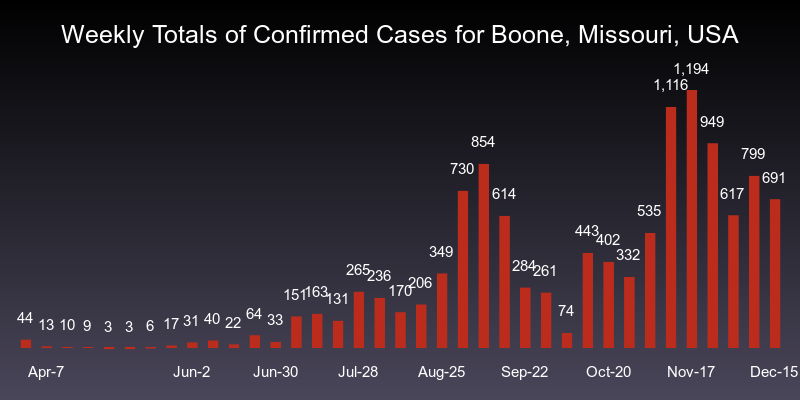 Weekly Totals of Confirmed Cases for Boone, Missouri, USA
44 13 10 9 3 3 6 17 31 40 22 64 33 151 163 131 265 236 170 206 349 730 854 614 284 261 74 443 402 332 535 1,116 1,194 949 617 799 691
Apr-7 Jun-2 Jun-30 Jul-28 Aug-25 Sep-22 Oct-20 Nov-17 Dec-15